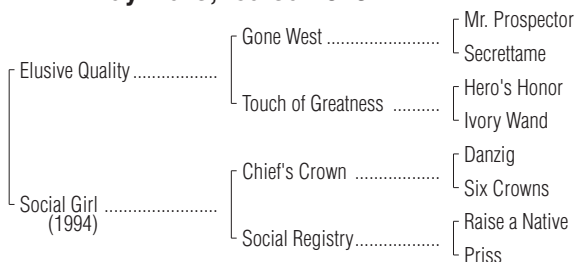 Mr. Prospector
Gone West
Secrettame
Elusive Quality
Hero's Honor
Touch of Greatness
Ivory Wand
Danzig
Chief's Crown
Six Crowns
Social Girl
(1994)
Raise a Native
Social Registry
Priss